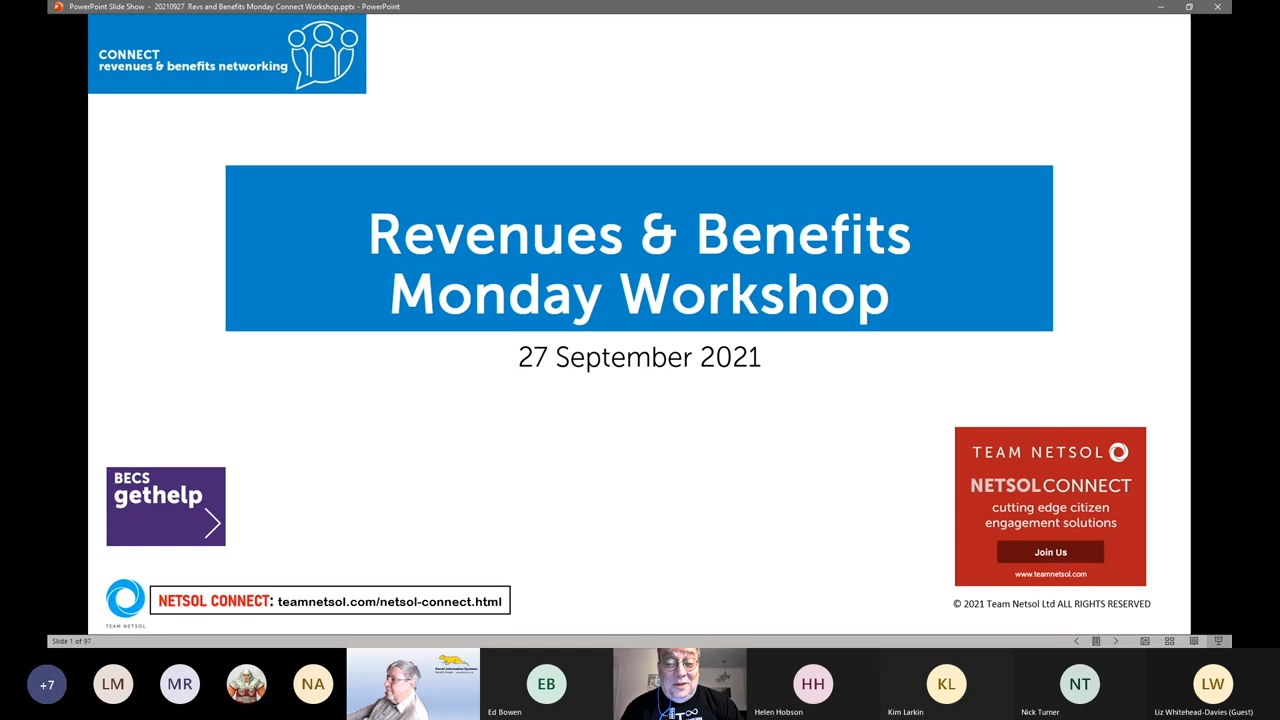 PowerPoint Slide Show - 20210927 Revs and Benefits Monday Connect Workshop.pptx - PowerPoint
CONNECT
revenues & benefits networking
Revenues & Benefits
Monday Workshop
27 September 2021
BECS
gethelp
TEAM NETSOL
NETSOLCONNECT
cutting edge citizen
engagement solutions
Join Us
www.teamnetsol.com
NETSOL CONNECT: teamnetsol.com/netsol-connect.html
TEAM NETSOL
© 2021 Team Netsol Ltd ALL RIGHTS RESERVED
Slide 1 of 97
+7
LM
MR
NA
Ferret Information Systems
EB
Ed Bowen
HH
Helen Hobson
KL
Kim Larkin
NT
Nick Turner
LW
Liz Whitehead-Davies (Guest)